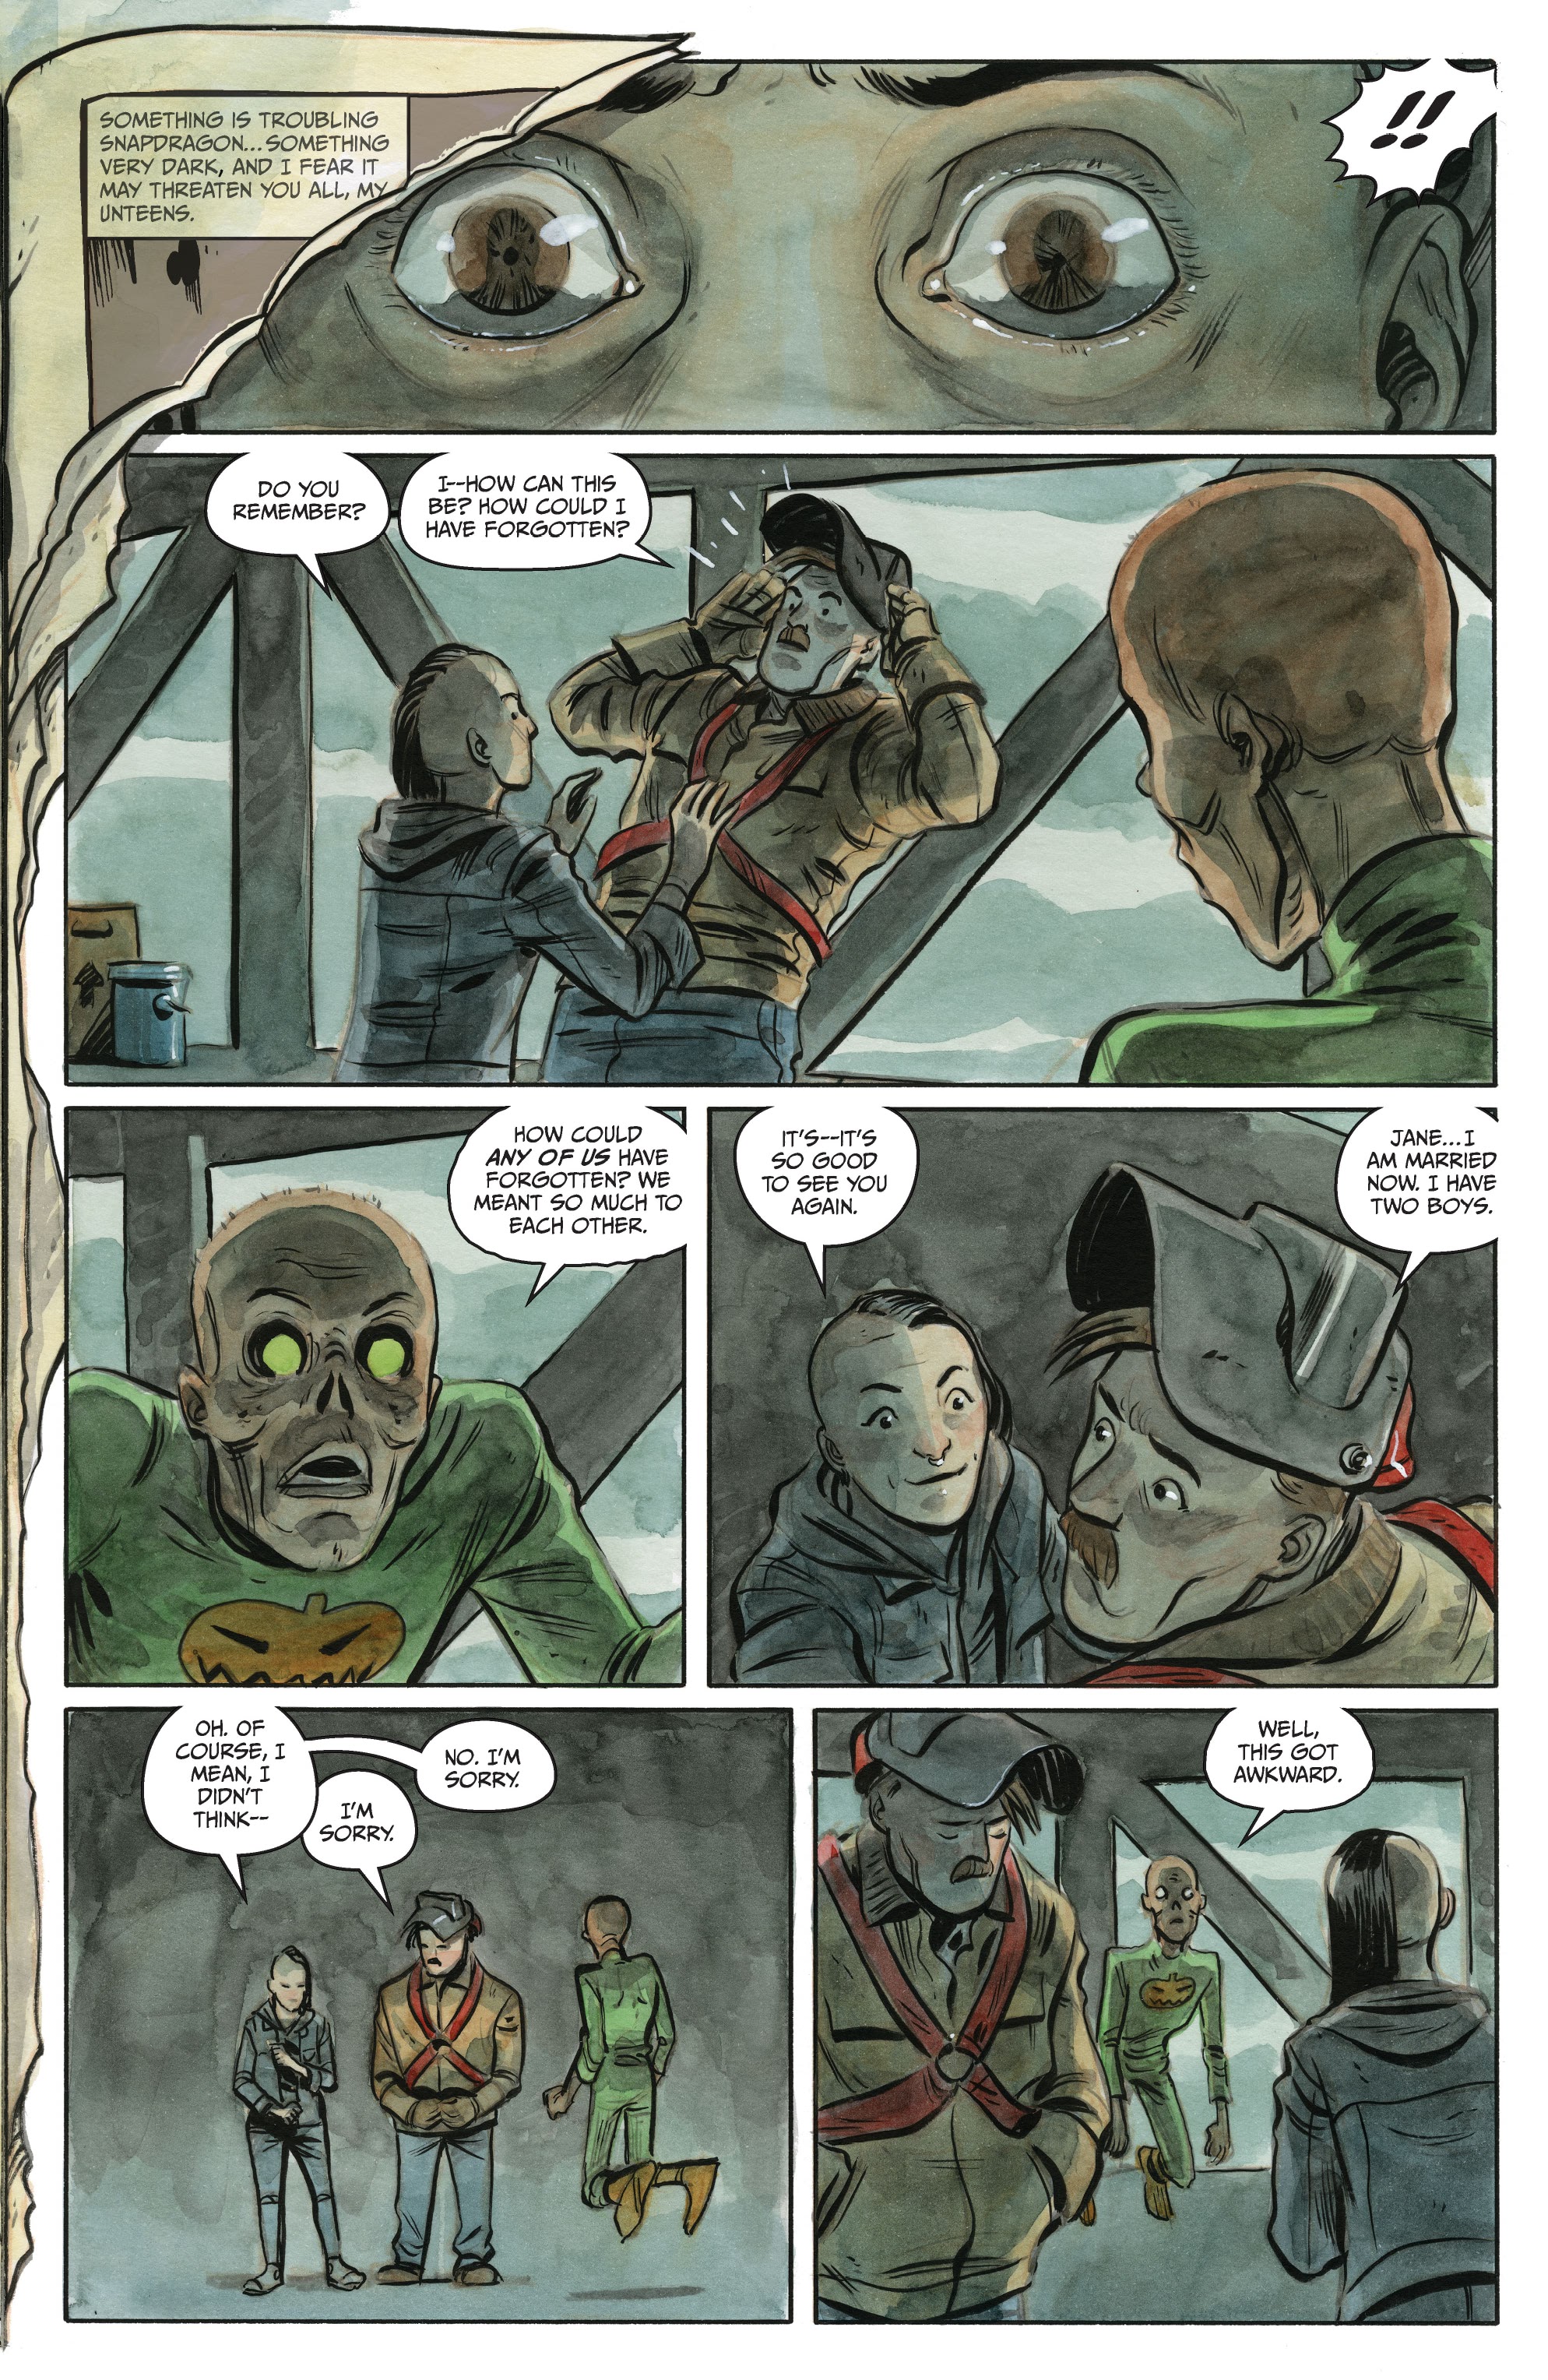 SOMETHING IS TROUBLING
SNAPDRAGON...SOMETHING
VERY DARK, AND I FEAR IT
MAY THREATEN YOU ALL, MY
UNTEENS.
!!
DO YOU
REMEMBER?
I--HOW CAN THIS
BE? HOW COULD I
HAVE FORGOTTEN?
HOW COULD
ANY OF US HAVE
FORGOTTEN? WE
MEANT SO MUCH TO
EACH OTHER.
IT'S--IT'S
SO GOOD
TO SEE YOU
AGAIN.
JANE...I
AM MARRIED
NOW. I HAVE
TWO BOYS.
OH. OF
COURSE, I
MEAN, I
DIDN'T
THINK--
I'M
SORRY.
NO. I'M
SORRY.
WELL,
THIS GOT
AWKWARD.